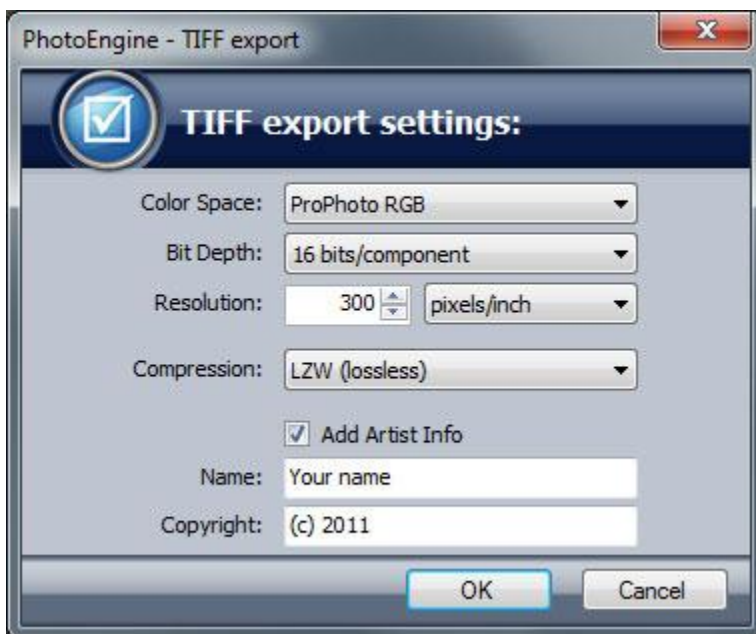 PhotoEngine - TIFF export
TIFF export settings:
Color Space: ProPhoto RGB
Bit Depth: 16 bits/component
Resolution: 300 pixels/inch
Compression: LZW (lossless)
Add Artist Info
Name: Your name
Copyright: (c) 2011
OK Cancel